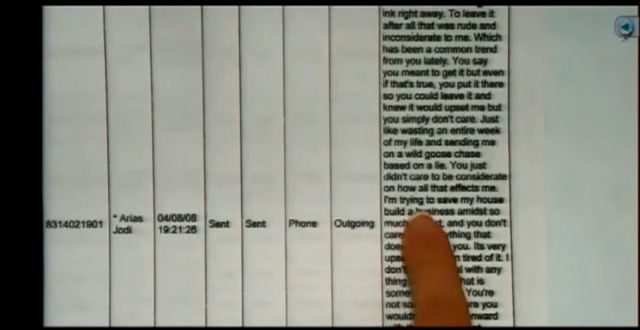 ink right away. To leave it
after all that was rude and
inconsiderate to me. Which
has been a common trend
from you lately. You say
you meant to get it but even
if that's true, you put it there
so you could leave it and
knew it would upset me but
you simply don't care. Just
like wasting an entire week
of my life and sending me
on a wild goose chase
based on a lie. You just
didn't care to be considerate
on how all that effects me.
I'm trying to save my house
build a business amidst so
8314021901
* Arias
Jodi
04/08/08
19:21:26
Sent
Sent
Phone
Outgoing
and you don't
you. Its very
tired of it. I
with any
You're
not
you